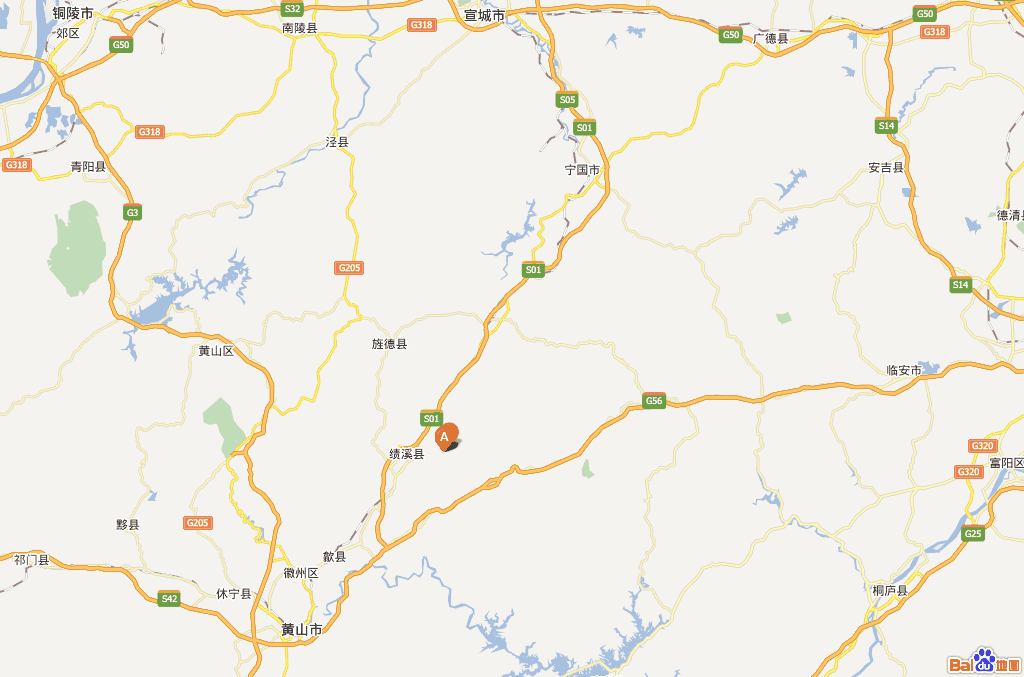 铜陵市
S32
宣城市
G50
郊区
南陵县
G318
G318
G50
广德县
G50
S05
S01
S14
G318
泾县
G318
青阳县
宁国市
安吉县
G3
德清县
G205
S01
S14
黄山区
旌德县
临安市
G56
S01
A
绩溪县
G320
富阳区
G320
黟县
G205
G25
歙县
祁门县
徽州区
休宁县
S42
桐庐县
黄山市
Bai du 地图